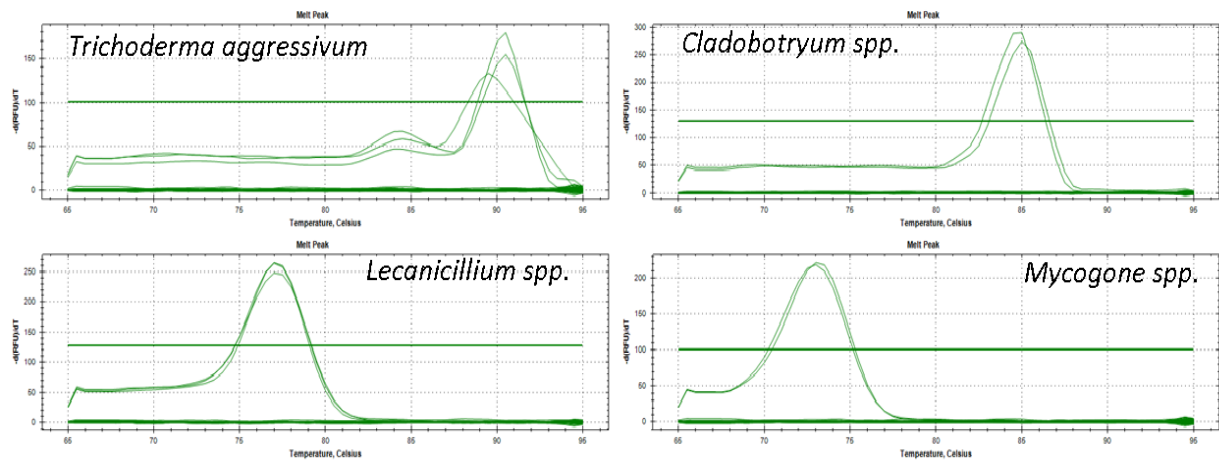 Melt Peak
Trichoderma aggressivum
150
100
50
0
-d(RFU)/dT
65 70 75 80 85 90 95
Temperature, Celsius
Melt Peak
Cladobotryum spp.
300
250
200
150
100
50
0
-d(RFU)/dT
65 70 75 80 85 90 95
Temperature, Celsius
Melt Peak
Lecanicillium spp.
250
200
150
100
50
0
-d(RFU)/dT
65 70 75 80 85 90 95
Temperature, Celsius
Melt Peak
Mycogone spp.
200
150
100
50
0
-d(RFU)/dT
65 70 75 80 85 90 95
Temperature, Celsius